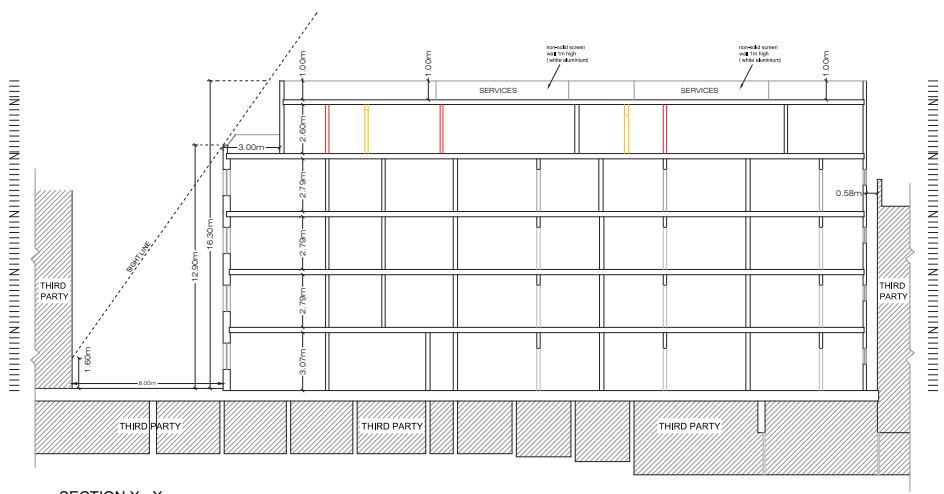 non-solid screen
wall 1m high
(white aluminium)
non-solid screen
wall 1m high
(white aluminium)
1.00m
1.00m
1.00m
SERVICES
SERVICES
2.60m
3.00m
2.79m
0.58m
16.30m
2.79m
12.90m
SIGHT LINE
THIRD
PARTY
THIRD
PARTY
2.79m
1.60m
3.07m
8.00m
THIRD PARTY
THIRD PARTY
THIRD PARTY